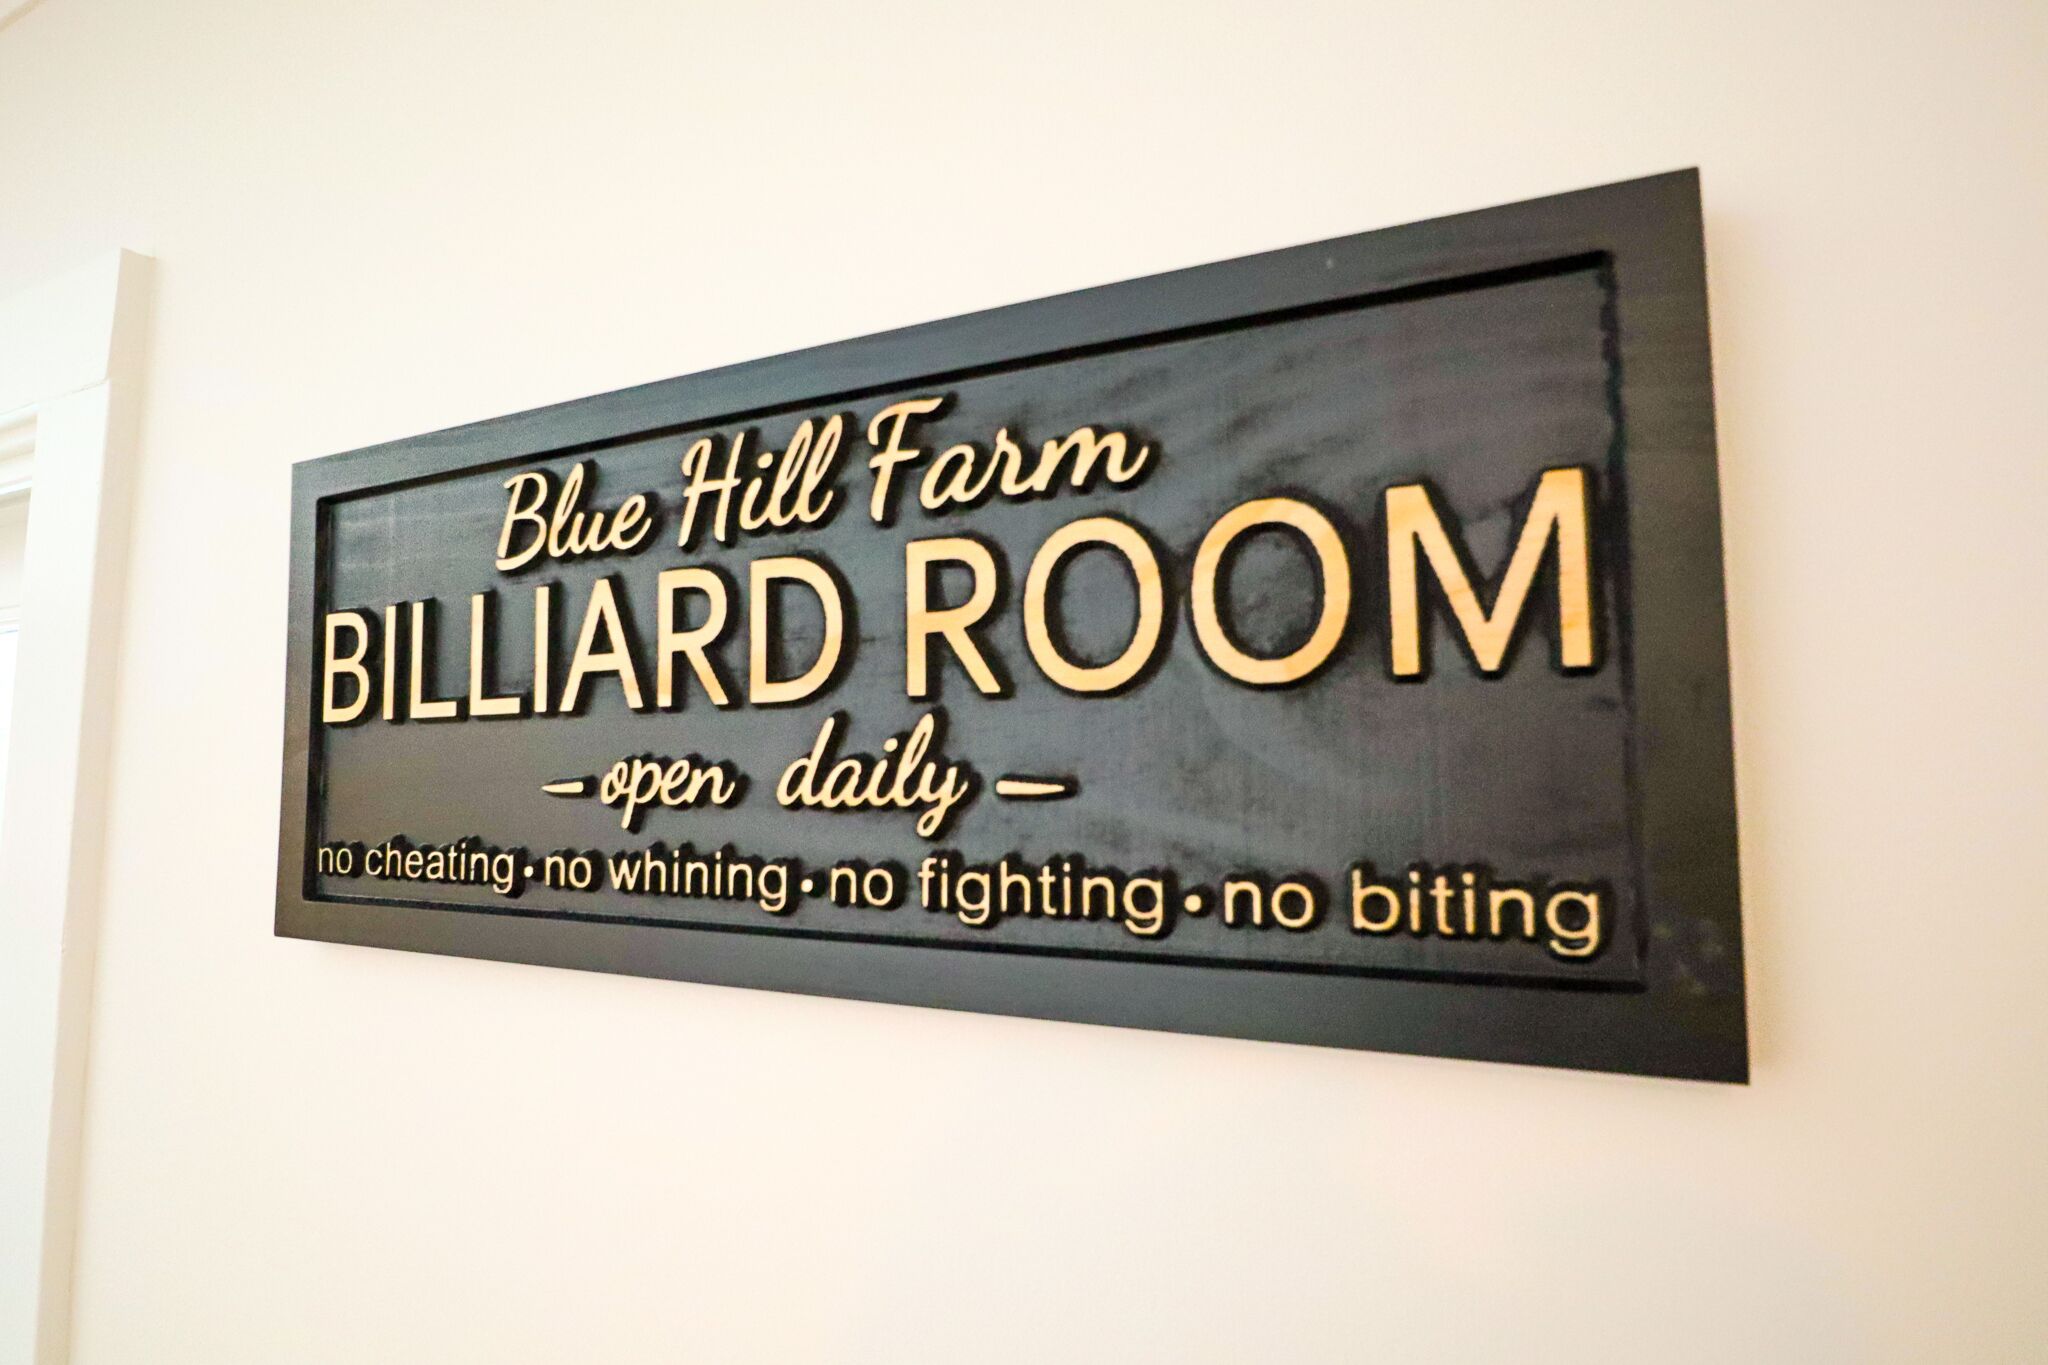 Blue Hill Farm
BILLIARD ROOM
– open daily –
no cheating • no whining • no fighting • no biting